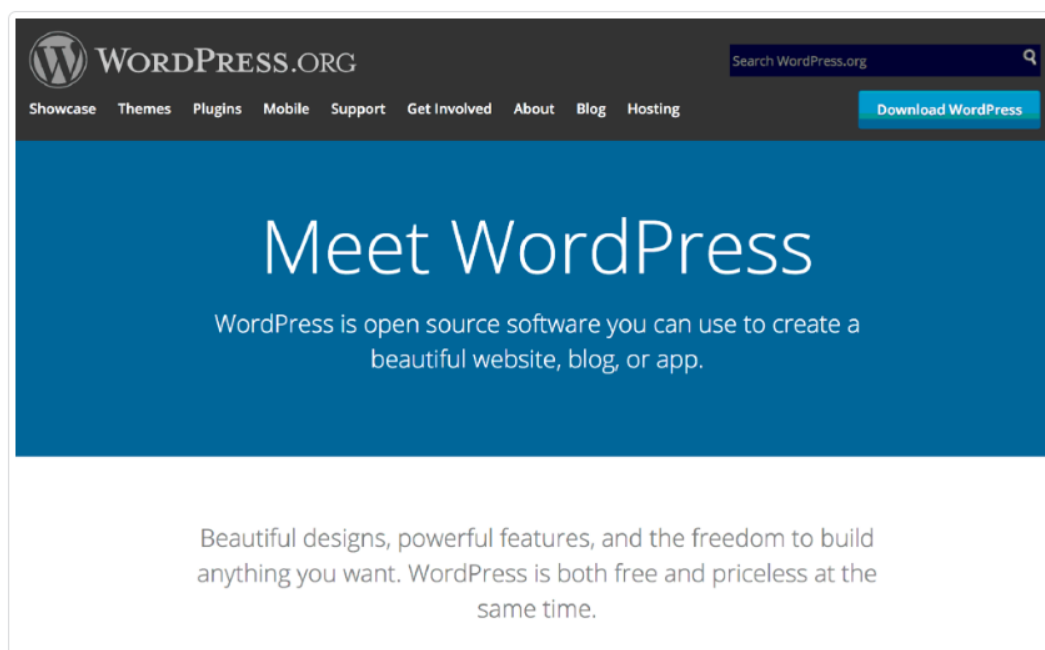 WORDPRESS.ORG
Search WordPress.org
Showcase Themes Plugins Mobile Support Get Involved About Blog Hosting
Download WordPress
Meet WordPress
WordPress is open source software you can use to create a
beautiful website, blog, or app.
Beautiful designs, powerful features, and the freedom to build
anything you want. WordPress is both free and priceless at the
same time.